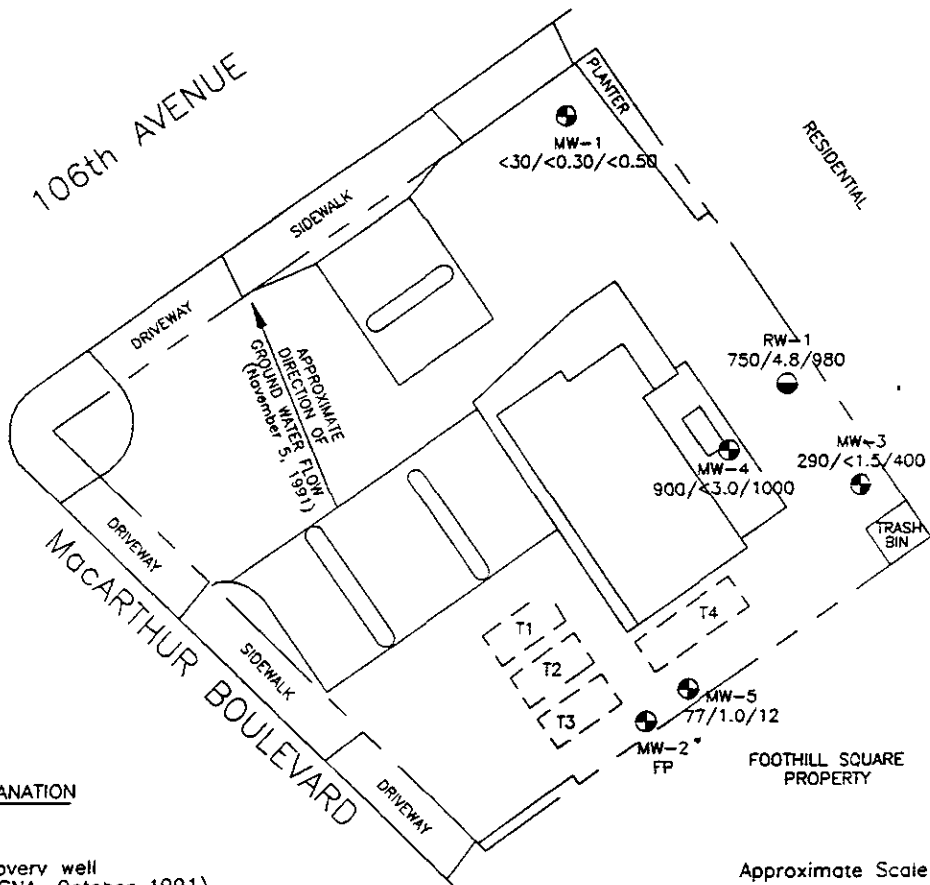 106th AVENUE
PLANTER
MW-1
<30/<0.30/<0.50
RESIDENTIAL
SIDEWALK
DRIVEWAY
APPROXIMATE
DIRECTION OF
GROUND WATER FLOW
(November 5, 1991)
RW-1
750/4.8/980
MW-3
290/<1.5/400
MW-4
900/<3.0/1000
TRASH
BIN
DRIVEWAY
MacARTHUR BOULEVARD
SIDEWALK
T1
T2
T3
T4
MW-5
77/1.0/12
MW-2
FP
FOOTHILL SQUARE
PROPERTY
DRIVEWAY
ANATION
overy well
October 1991)
Approximate Scale